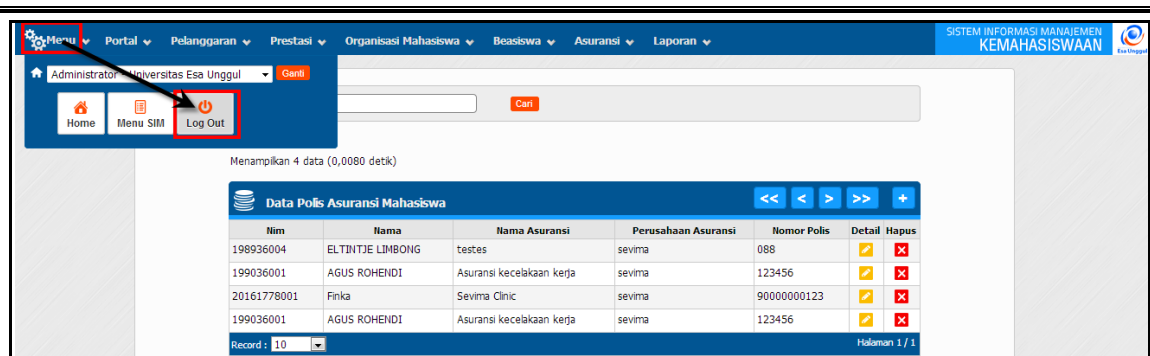 Menu Portal Pelanggaran Prestasi Organisasi Mahasiswa Beasiswa Asuransi Laporan
SISTEM INFORMASI MANAJEMEN
KEMAHASISWAAN
Esa Unggul
Administrator - Universitas Esa Unggul Ganti
Cari
Home Menu SIM Log Out
Menampilkan 4 data (0,0080 detik)
Data Polis Asuransi Mahasiswa << < > >> +
Nim Nama Nama Asuransi Perusahaan Asuransi Nomor Polis Detail Hapus
198936004 ELTINTJE LIMBONG testes sevima 088
199036001 AGUS ROHENDI Asuransi kecelakaan kerja sevima 123456
20161778001 Finka Sevima Clinic sevima 90000000123
199036001 AGUS ROHENDI Asuransi kecelakaan kerja sevima 123456
Record : 10 Halaman 1 / 1